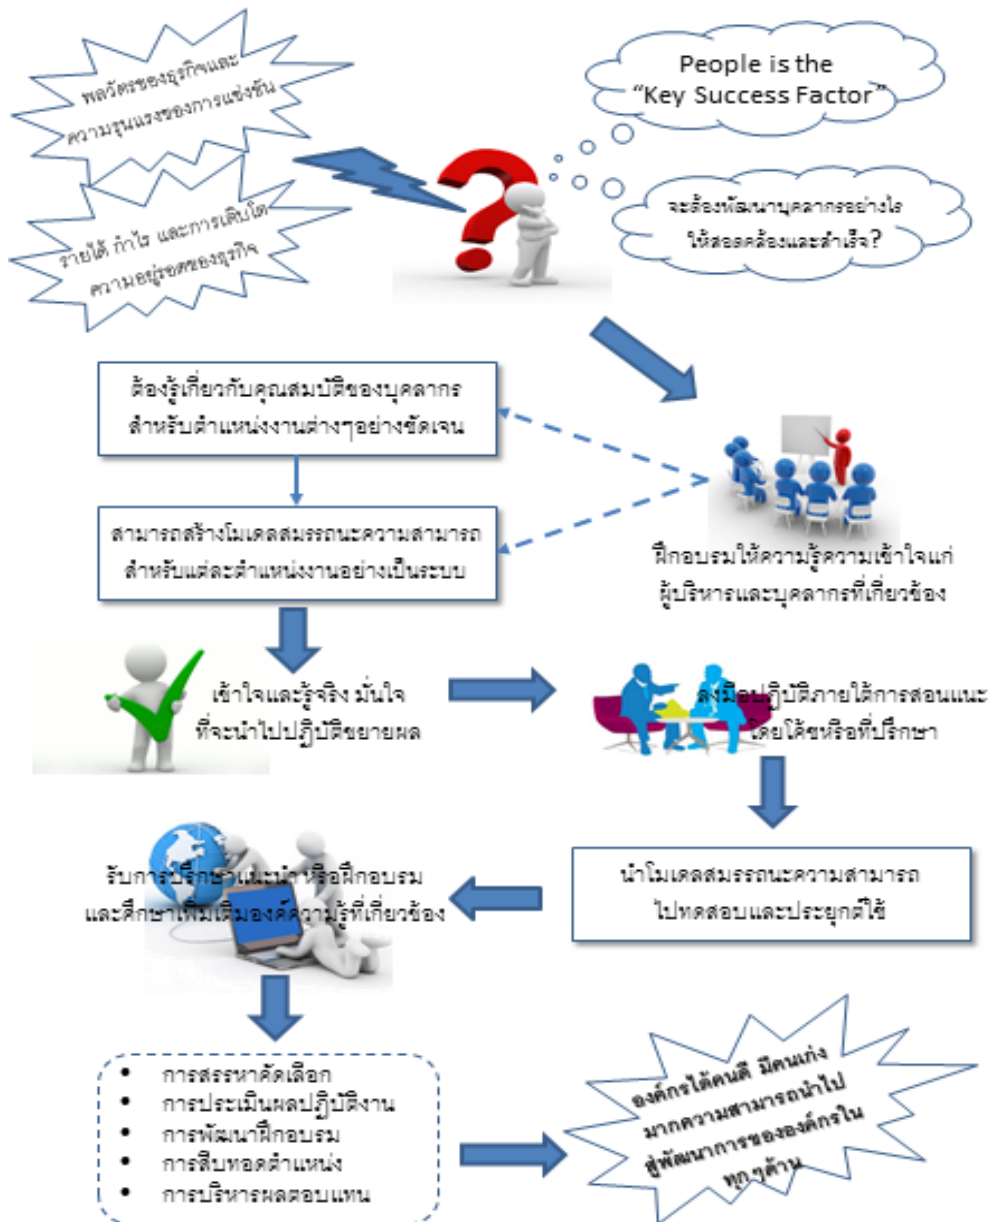 พลวัตรของธุรกิจและ
ความรุนแรงของการแข่งขัน
รายได้ กำไร และการเติบโต
ความอยู่รอดของธุรกิจ
People is the
“Key Success Factor”
จะต้องพัฒนาบุคลากรอย่างไร
ให้สอดคล้องและสำเร็จ?
ต้องรู้เกี่ยวกับคุณสมบัติของบุคลากร
สำหรับตำแหน่งงานต่างๆอย่างชัดเจน
สามารถสร้างโมเดลสมรรถนะความสามารถ
สำหรับแต่ละตำแหน่งงานอย่างเป็นระบบ
ฝึกอบรมให้ความรู้ความเข้าใจแก่
ผู้บริหารและบุคลากรที่เกี่ยวข้อง
เข้าใจและรู้จริง มั่นใจ
ที่จะนำไปปฏิบัติขยายผล
ลงมือปฏิบัติภายใต้การสอนแนะ
โดยโค้ชหรือที่ปรึกษา
นำโมเดลสมรรถนะความสามารถ
ไปทดสอบและประยุกต์ใช้
รับการปรึกษาแนะนำหรือฝึกอบรม
และศึกษาเพิ่มเติมองค์ความรู้ที่เกี่ยวข้อง
• การสรรหาคัดเลือก
• การประเมินผลปฏิบัติงาน
• การพัฒนาฝึกอบรม
• การสืบทอดตำแหน่ง
• การบริหารผลตอบแทน
องค์กรได้คนดี มีคนเก่ง
มากความสามารถนำไป
สู่พัฒนาการขององค์กรใน
ทุกๆด้าน